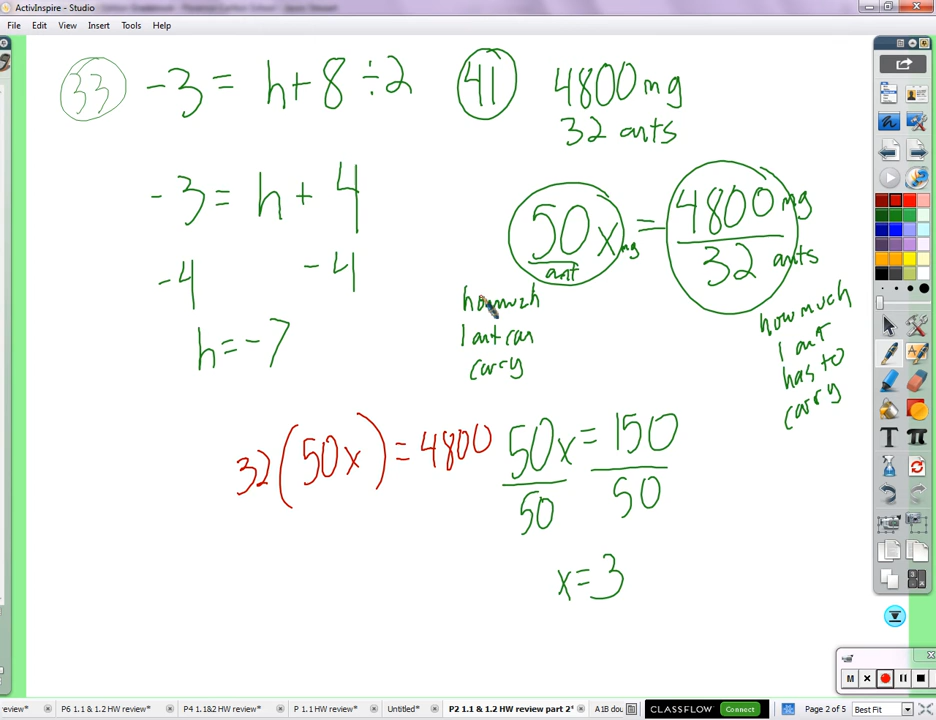 ActivInspire - Studio
File Edit View Insert Tools Help
33 -3 = h+8 ÷2
-3 = h + 4
-4 -4
h = -7
41 4800mg
32 ants
50x mg = 4800 mg
ant 32 ants
how much
1 ant can
carry
how much
1 ant
has to
carry
32(50x) = 4800
50x = 150
50 50
x = 3
T π
M
eview* P6 1.1 & 1.2 HW review* P4 1.1&2 HW review* P 1.1 HW review* Untitled* P2 1.1 & 1.2 HW review part 2* A1B dou CLASSFLOW Connect Page 2 of 5 Best Fit